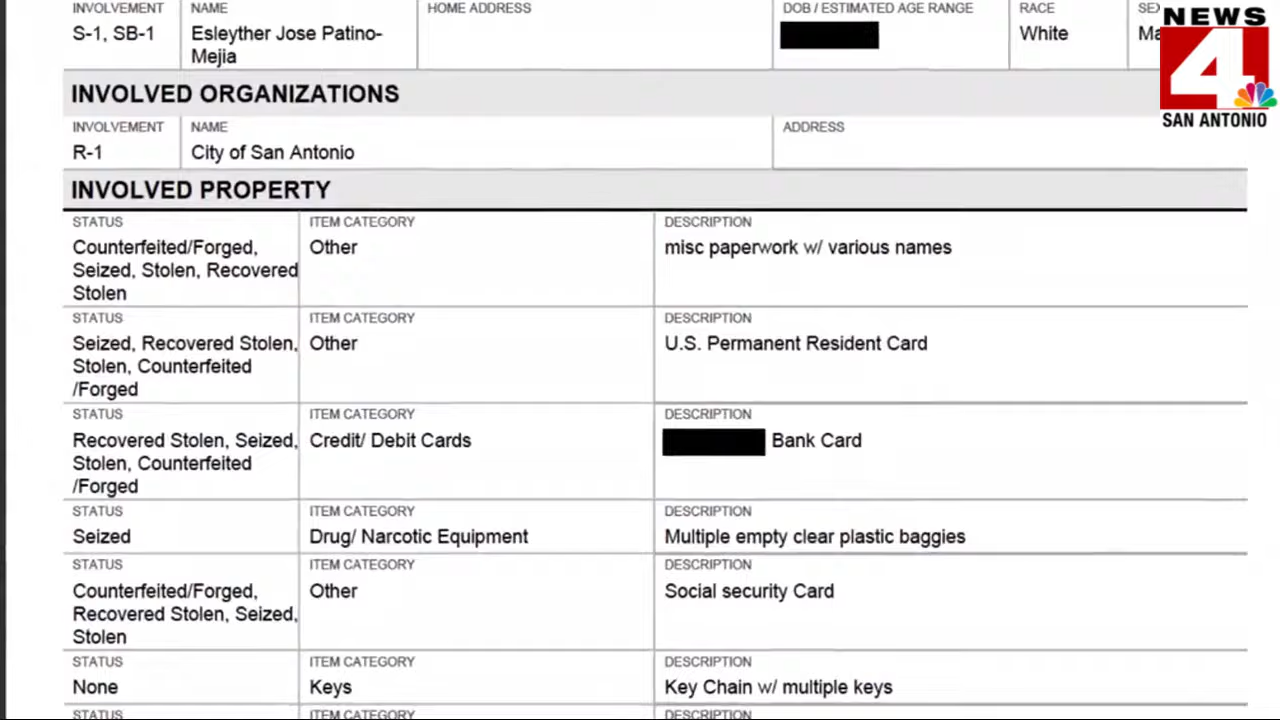 INVOLVEMENT NAME HOME ADDRESS DOB / ESTIMATED AGE RANGE RACE
S-1, SB-1 Esleyther Jose Patino- White
Mejia
NEWS
4
SAN ANTONIO
INVOLVED ORGANIZATIONS
INVOLVEMENT NAME ADDRESS
R-1 City of San Antonio
INVOLVED PROPERTY
STATUS ITEM CATEGORY DESCRIPTION
Counterfeited/Forged, Other misc paperwork w/ various names
Seized, Stolen, Recovered
Stolen
STATUS ITEM CATEGORY DESCRIPTION
Seized, Recovered Stolen, Other U.S. Permanent Resident Card
Stolen, Counterfeited
/Forged
STATUS ITEM CATEGORY DESCRIPTION
Recovered Stolen, Seized, Credit/ Debit Cards Bank Card
Stolen, Counterfeited
/Forged
STATUS ITEM CATEGORY DESCRIPTION
Seized Drug/ Narcotic Equipment Multiple empty clear plastic baggies
STATUS ITEM CATEGORY DESCRIPTION
Counterfeited/Forged, Other Social security Card
Recovered Stolen, Seized,
Stolen
STATUS ITEM CATEGORY DESCRIPTION
None Keys Key Chain w/ multiple keys
STATUS ITEM CATEGORY DESCRIPTION